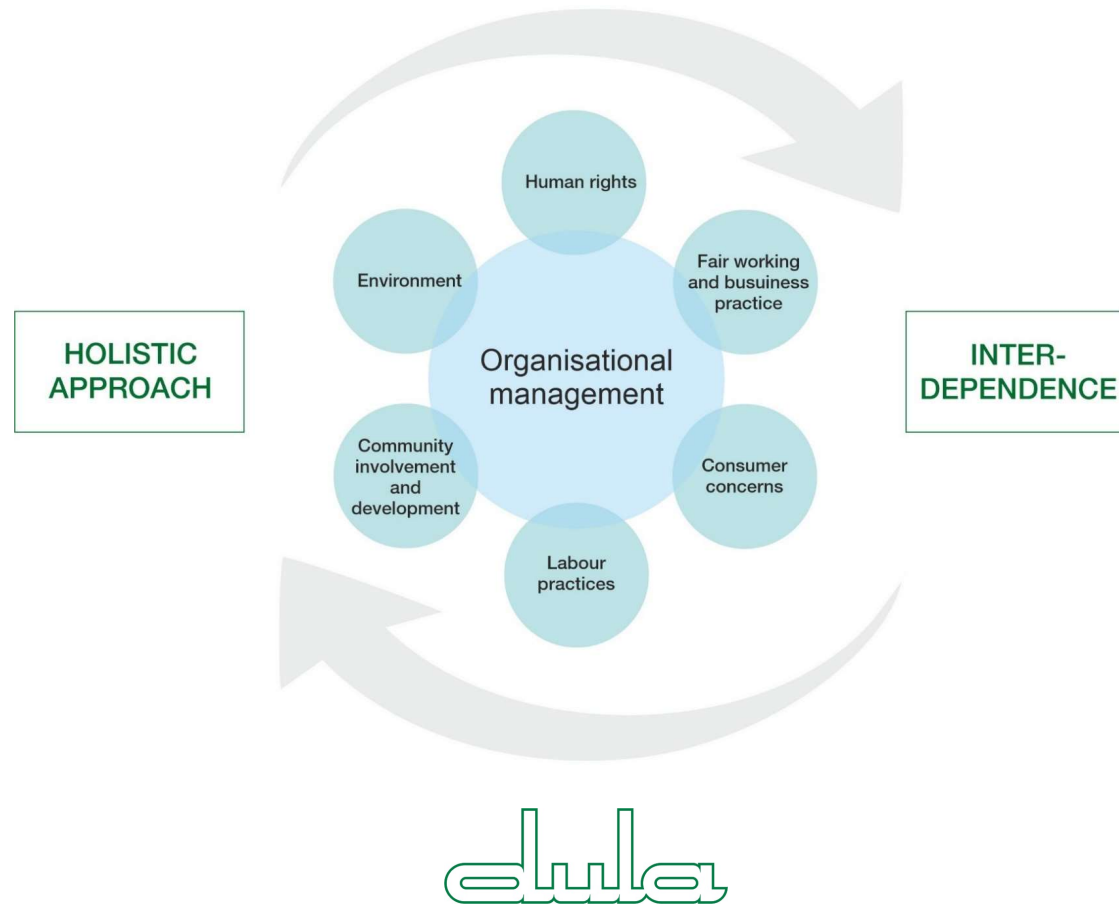 Human rights
Environment
Fair working
and busuiness
practice
HOLISTIC
APPROACH
Organisational
management
INTER-
DEPENDENCE
Community
involvement
and
development
Consumer
concerns
Labour
practices
dula